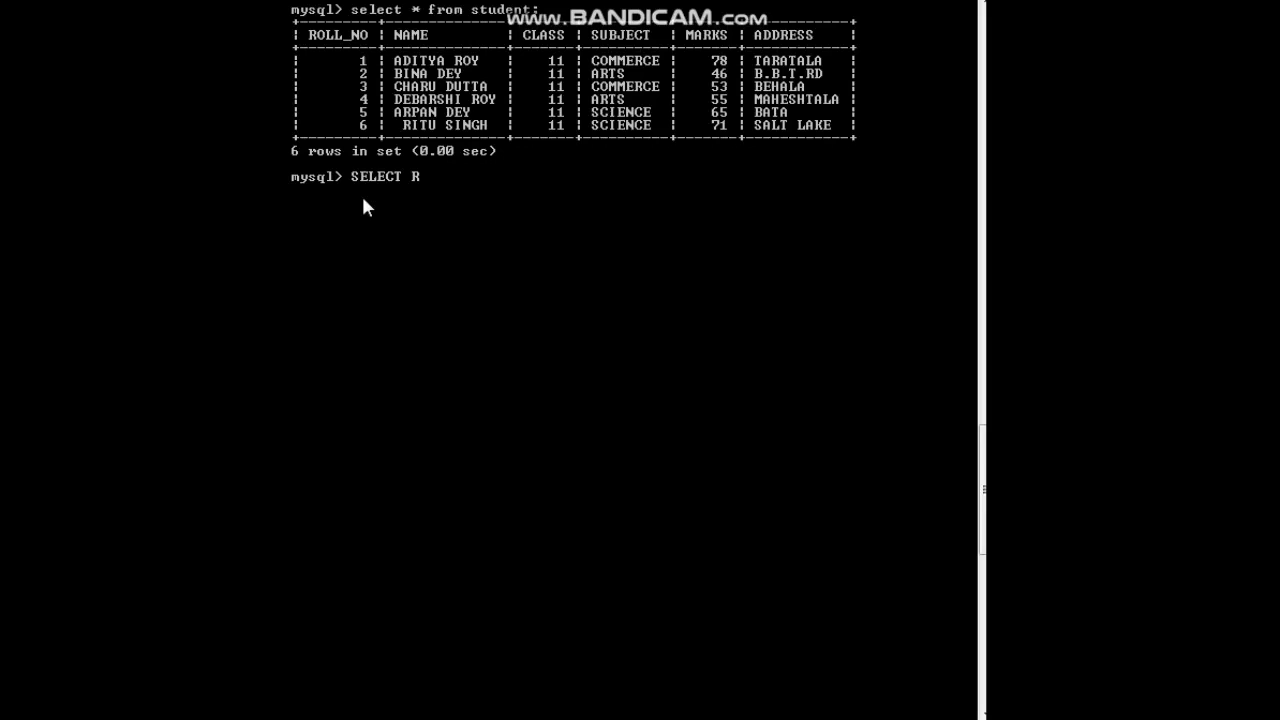 mysql> select * from student;
www.BANDICAM.com
ROLL_NO | NAME | CLASS | SUBJECT | MARKS | ADDRESS
1 | ADITYA ROY | 11 | COMMERCE | 78 | TARATALA
2 | BINA DEY | 11 | ARTS | 46 | B.B.T.RD
3 | CHARU DUTTA | 11 | COMMERCE | 53 | BEHALA
4 | DEBARSHI ROY | 11 | ARTS | 55 | MAHESHTALA
5 | ARPAN DEY | 11 | SCIENCE | 65 | BATA
6 | RITU SINGH | 11 | SCIENCE | 71 | SALT LAKE
6 rows in set (0.00 sec)
mysql> SELECT R